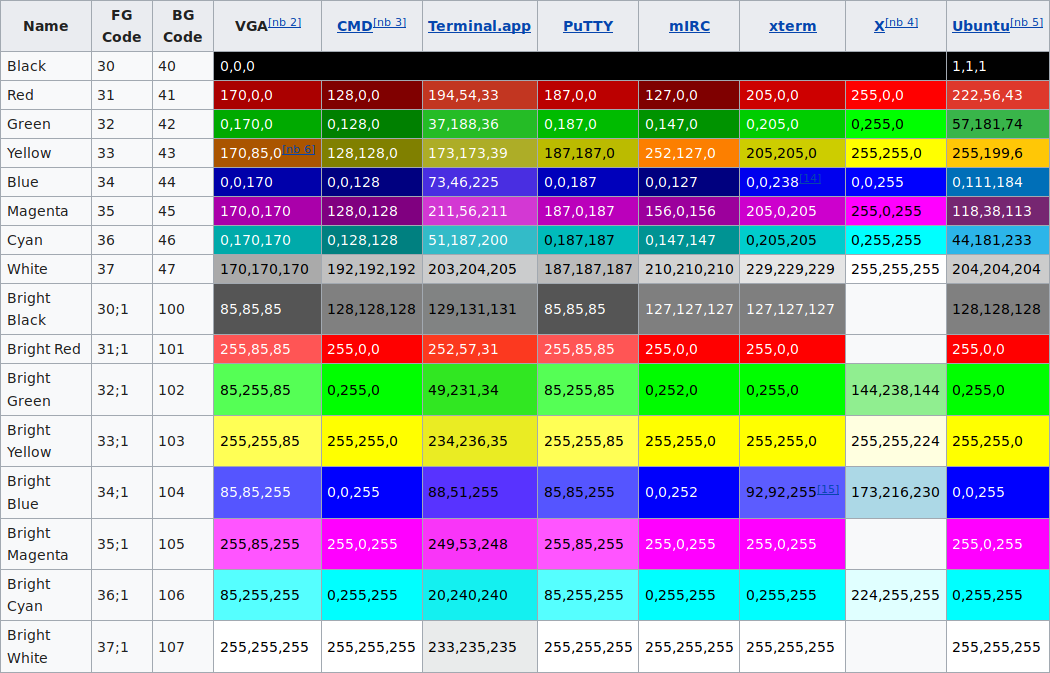 Name FG Code BG Code VGA[nb 2] CMD[nb 3] Terminal.app PuTTY mIRC xterm X[nb 4] Ubuntu[nb 5]
Black 30 40 0,0,0 1,1,1
Red 31 41 170,0,0 128,0,0 194,54,33 187,0,0 127,0,0 205,0,0 255,0,0 222,56,43
Green 32 42 0,170,0 0,128,0 37,188,36 0,187,0 0,147,0 0,205,0 0,255,0 57,181,74
Yellow 33 43 170,85,0[nb 6] 128,128,0 173,173,39 187,187,0 252,127,0 205,205,0 255,255,0 255,199,6
Blue 34 44 0,0,170 0,0,128 73,46,225 0,0,187 0,0,127 0,0,238[14] 0,0,255 0,111,184
Magenta 35 45 170,0,170 128,0,128 211,56,211 187,0,187 156,0,156 205,0,205 255,0,255 118,38,113
Cyan 36 46 0,170,170 0,128,128 51,187,200 0,187,187 0,147,147 0,205,205 0,255,255 44,181,233
White 37 47 170,170,170 192,192,192 203,204,205 187,187,187 210,210,210 229,229,229 255,255,255 204,204,204
Bright Black 30;1 100 85,85,85 128,128,128 129,131,131 85,85,85 127,127,127 127,127,127 128,128,128
Bright Red 31;1 101 255,85,85 255,0,0 252,57,31 255,85,85 255,0,0 255,0,0 255,0,0
Bright Green 32;1 102 85,255,85 0,255,0 49,231,34 85,255,85 0,252,0 0,255,0 144,238,144 0,255,0
Bright Yellow 33;1 103 255,255,85 255,255,0 234,236,35 255,255,85 255,255,0 255,255,0 255,255,224 255,255,0
Bright Blue 34;1 104 85,85,255 0,0,255 88,51,255 85,85,255 0,0,252 92,92,255[15] 173,216,230 0,0,255
Bright Magenta 35;1 105 255,85,255 255,0,255 249,53,248 255,85,255 255,0,255 255,0,255 255,0,255
Bright Cyan 36;1 106 85,255,255 0,255,255 20,240,240 85,255,255 0,255,255 0,255,255 224,255,255 0,255,255
Bright White 37;1 107 255,255,255 255,255,255 233,235,235 255,255,255 255,255,255 255,255,255 255,255,255